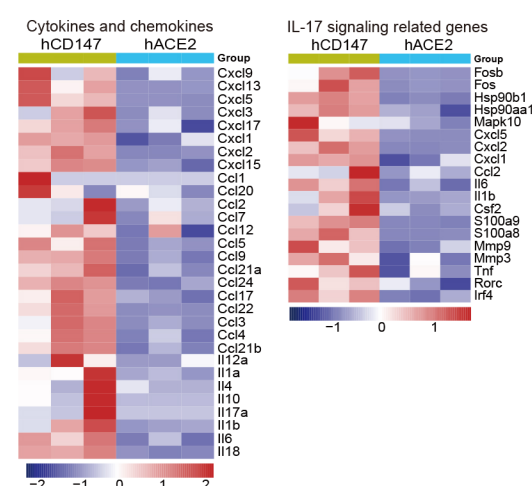 Cytokines and chemokines
hCD147 hACE2
Group
Cxcl9
Cxcl13
Cxcl5
Cxcl3
Cxcl17
Cxcl1
Cxcl2
Cxcl15
Ccl1
Ccl20
Ccl2
Ccl7
Ccl12
Ccl5
Ccl9
Ccl21a
Ccl24
Ccl17
Ccl22
Ccl3
Ccl4
Ccl21b
Il12a
Il1a
Il4
Il10
Il17a
Il1b
Il6
Il18
−2 −1 0 1 2
IL-17 signaling related genes
hCD147 hACE2
Group
Fosb
Fos
Hsp90b1
Hsp90aa1
Mapk10
Cxcl5
Cxcl2
Cxcl1
Ccl2
Il6
Il1b
Csf2
S100a9
S100a8
Mmp9
Mmp3
Tnf
Rorc
Irf4
−1 0 1